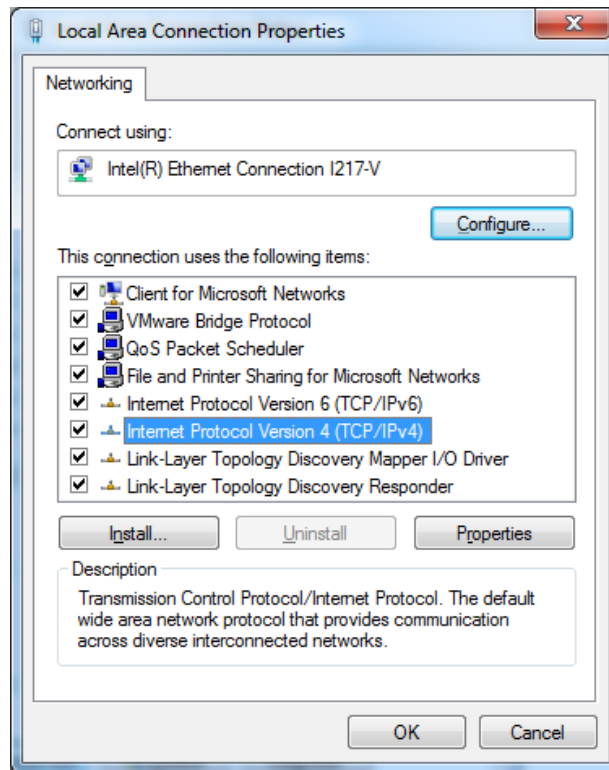 Local Area Connection Properties
Networking
Connect using:
Intel(R) Ethernet Connection I217-V
Configure...
This connection uses the following items:
Client for Microsoft Networks
VMware Bridge Protocol
QoS Packet Scheduler
File and Printer Sharing for Microsoft Networks
Internet Protocol Version 6 (TCP/IPv6)
Internet Protocol Version 4 (TCP/IPv4)
Link-Layer Topology Discovery Mapper I/O Driver
Link-Layer Topology Discovery Responder
Install... Uninstall Properties
Description
Transmission Control Protocol/Internet Protocol. The default
wide area network protocol that provides communication
across diverse interconnected networks.
OK Cancel